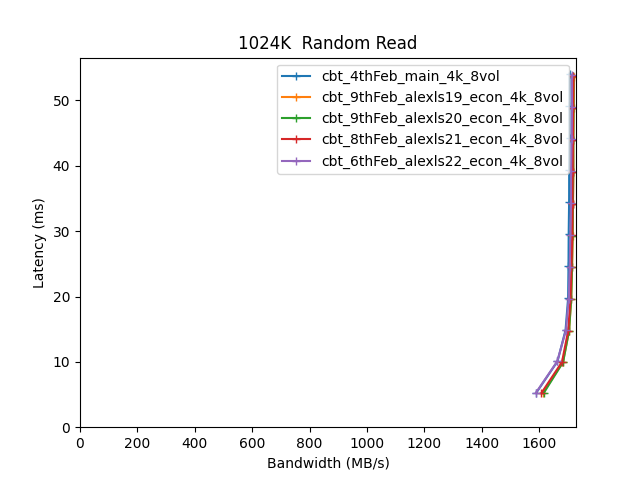 1024K  Random Read
cbt_4thFeb_main_4k_8vol
cbt_9thFeb_alexls19_econ_4k_8vol
cbt_9thFeb_alexls20_econ_4k_8vol
cbt_8thFeb_alexls21_econ_4k_8vol
cbt_6thFeb_alexls22_econ_4k_8vol
Latency (ms)
50
40
30
20
10
0
0 200 400 600 800 1000 1200 1400 1600
Bandwidth (MB/s)